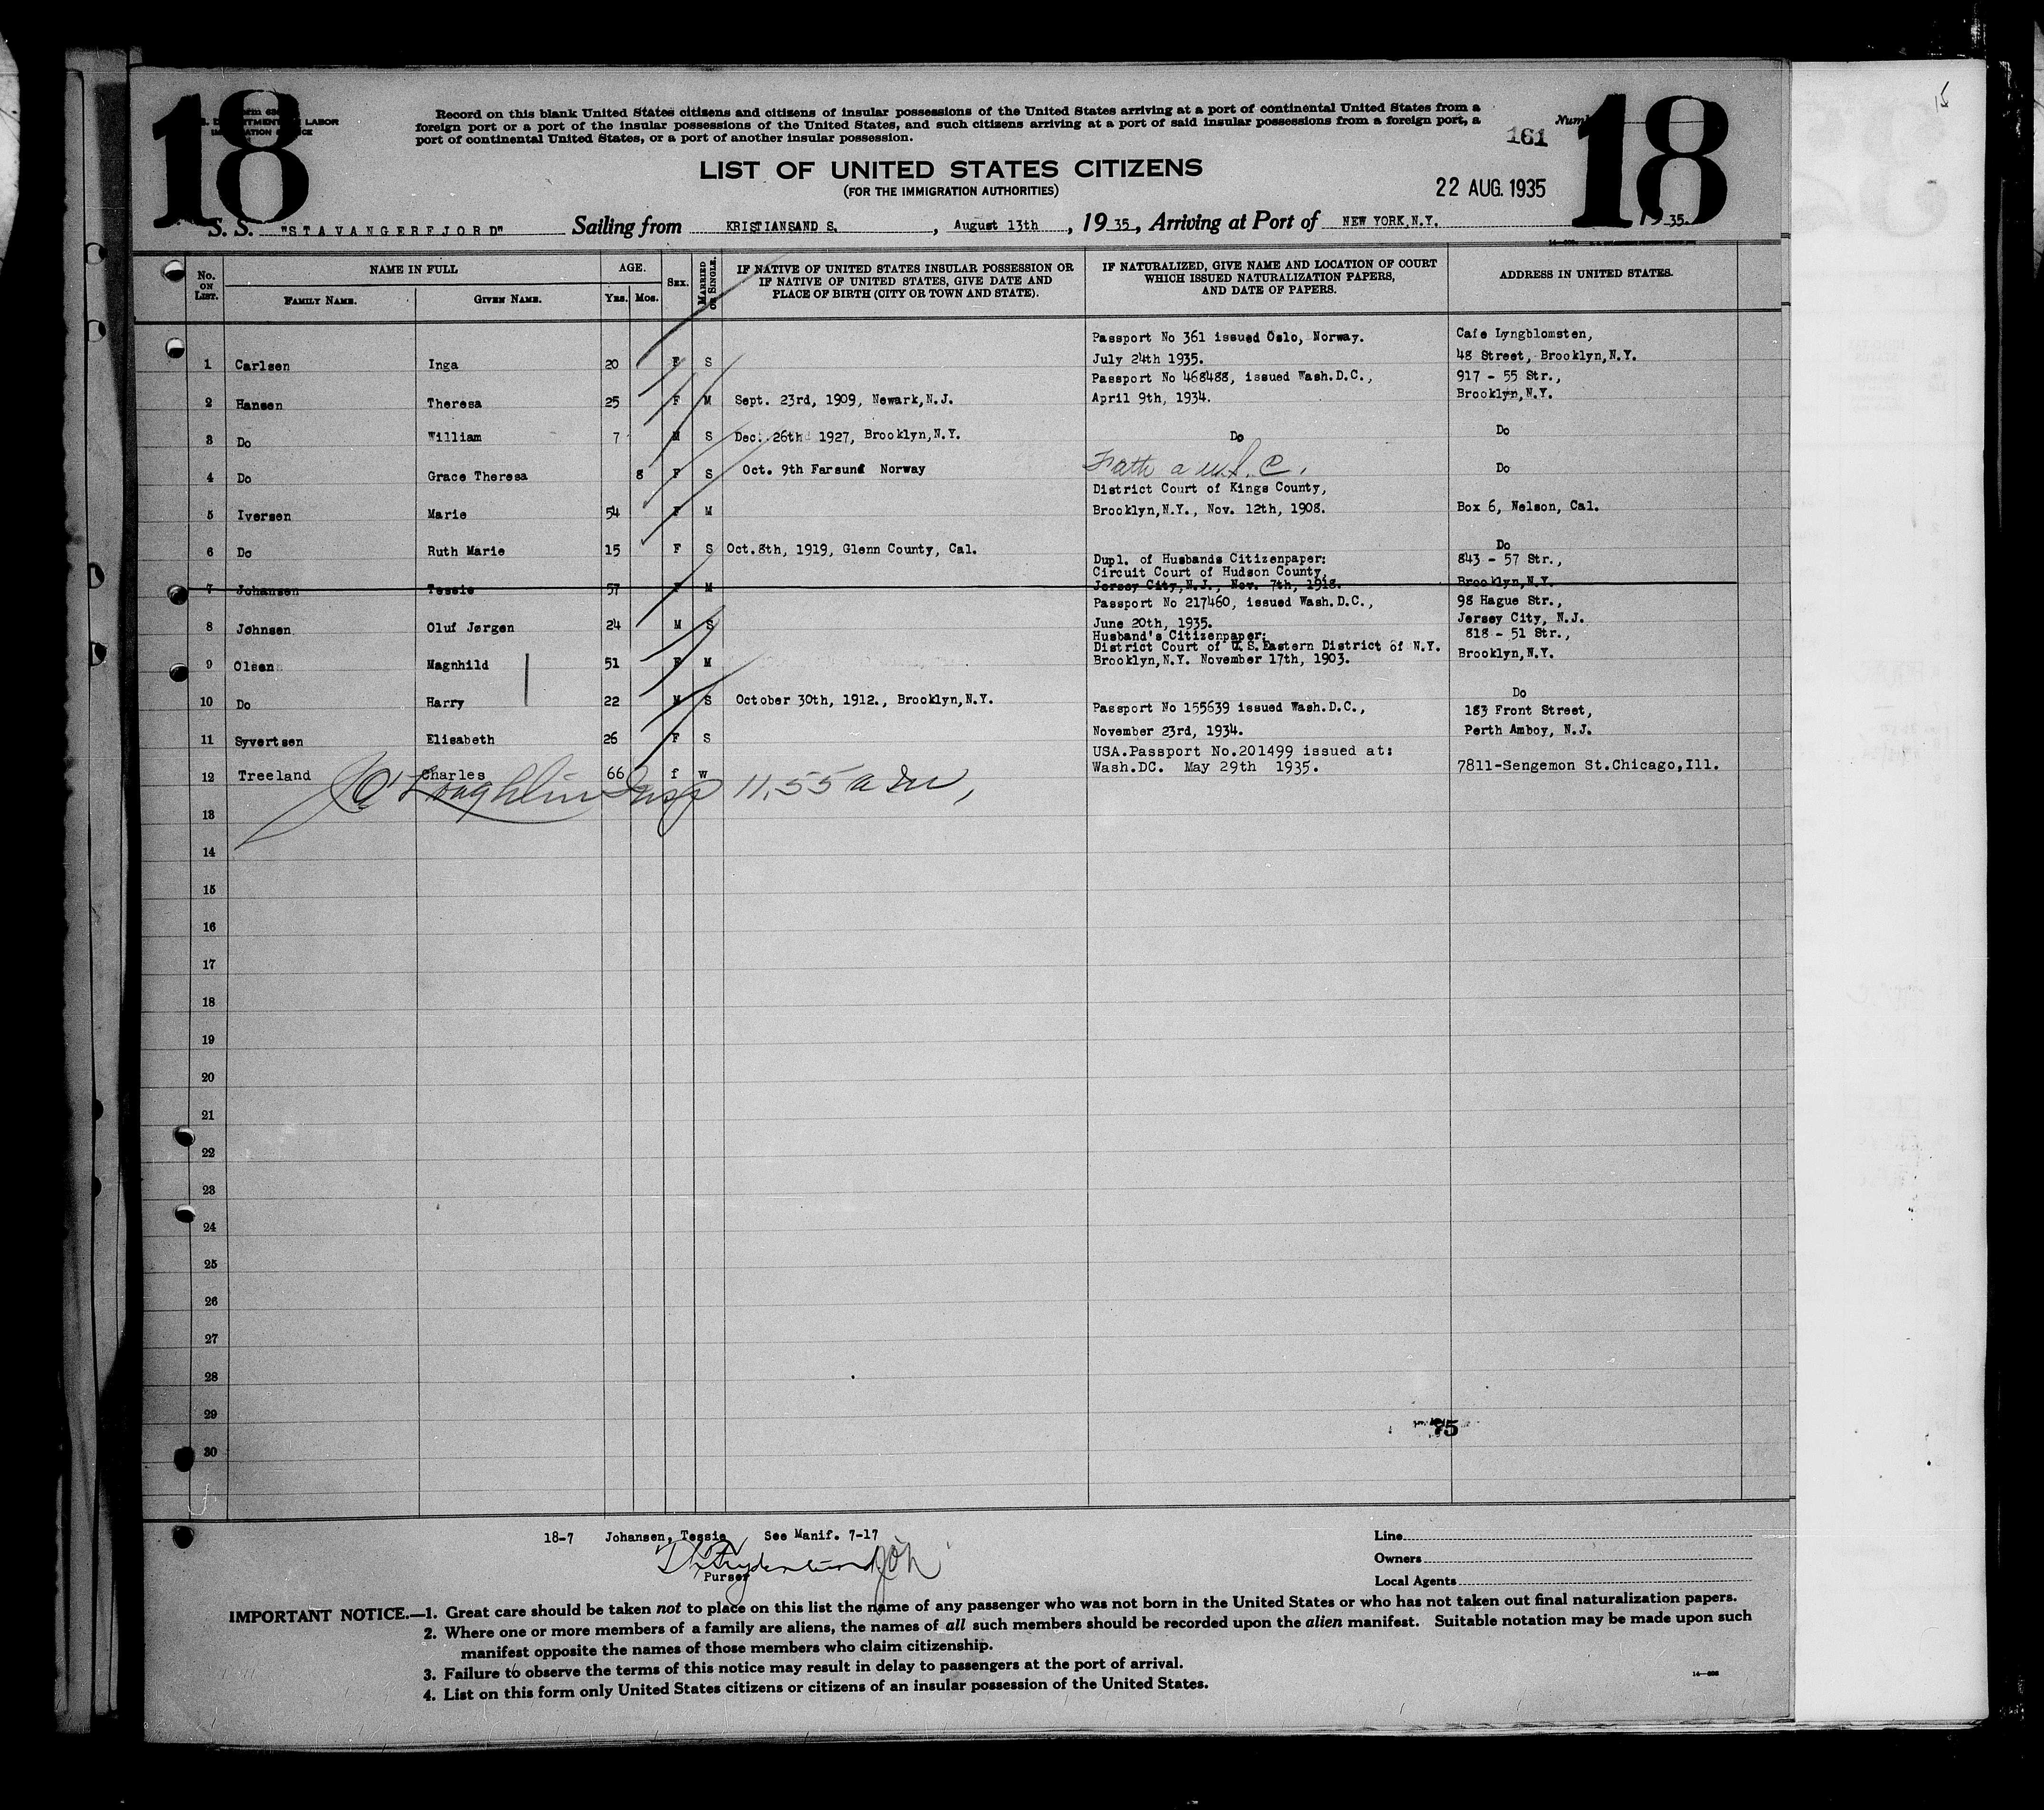 18
18
Record on this blank United States citizens and citizens of insular possessions of the United States arriving at a port of continental United States from a
foreign port or a port of the insular possessions of the United States, and such citizens arriving at a port of said insular possessions from a foreign port, a
port of continental United States, or a port of another insular possession.
161
LIST OF UNITED STATES CITIZENS
(FOR THE IMMIGRATION AUTHORITIES)
22 AUG. 1935
S. S. "STAVANGERFJORD" Sailing from KRISTIANSAND S., August 13th, 1935, Arriving at Port of NEW YORK,N.Y. 1935.
No. ON LIST. NAME IN FULL AGE. SEX. MARRIED OR SINGLE. IF NATIVE OF UNITED STATES INSULAR POSSESSION OR IF NATIVE OF UNITED STATES, GIVE DATE AND PLACE OF BIRTH (CITY OR TOWN AND STATE). IF NATURALIZED, GIVE NAME AND LOCATION OF COURT WHICH ISSUED NATURALIZATION PAPERS, AND DATE OF PAPERS. ADDRESS IN UNITED STATES.
FAMILY NAME. GIVEN NAME. YRS. MOS.
Passport No 361 issued Oslo, Norway. Cafe Lyngblomsten,
1 Carlsen Inga 20 F S July 24th 1935. 48 Street, Brooklyn,N.Y.
Passport No 468488, issued Wash.D.C., 917 - 55 Str.,
2 Hansen Theresa 25 F M Sept. 23rd, 1909, Newark,N.J. April 9th, 1934. Brooklyn,N.Y.
3 Do William 7 M S Dec. 26th 1927, Brooklyn,N.Y. Do Do
4 Do Grace Theresa 8 F S Oct. 9th Farsund Norway Fath a U.S.C. Do
District Court of Kings County,
5 Iversen Marie 54 F M Brooklyn,N.Y., Nov. 12th, 1908. Box 6, Nelson, Cal.
6 Do Ruth Marie 15 F S Oct.8th, 1919, Glenn County, Cal. Do
Dupl. of Husbands Citizenpaper: 843 - 57 Str.,
Circuit Court of Hudson County,
7 Johansen Tessie 57 F M Jersey City,N.J., Nov. 7th, 1918. Brooklyn,N.Y.
Passport No 217460, issued Wash.D.C., 98 Hague Str.,
8 Johnsen Oluf Jørgen 24 M S June 20th, 1935. Jersey City, N.J.
Husband's Citizenpaper: 818 - 51 Str.,
District Court of U.S.Eastern District of N.Y.
9 Olsen Magnhild 51 F M Brooklyn,N.Y. November 17th, 1903. Brooklyn,N.Y.
10 Do Harry 22 M S October 30th, 1912., Brooklyn,N.Y. Do
Passport No 155639 issued Wash.D.C., 183 Front Street,
11 Syvertsen Elisabeth 26 F S November 23rd, 1934. Perth Amboy, N.J.
USA.Passport No.201499 issued at:
12 Treeland Charles 66 f w Wash.DC. May 29th 1935. 7811-Sengemon St.Chicago,Ill.
O'Loughlin Insp 11.55 a m,
13
14
15
16
17
18
19
20
21
22
23
24
25
26
27
28
29
30
75
18-7 Johansen, Tessie See Manif. 7-17
Purser
Line
Owners
Local Agents
IMPORTANT NOTICE.—1. Great care should be taken not to place on this list the name of any passenger who was not born in the United States or who has not taken out final naturalization papers.
2. Where one or more members of a family are aliens, the names of all such members should be recorded upon the alien manifest. Suitable notation may be made upon such
manifest opposite the names of those members who claim citizenship.
3. Failure to observe the terms of this notice may result in delay to passengers at the port of arrival.
4. List on this form only United States citizens or citizens of an insular possession of the United States.